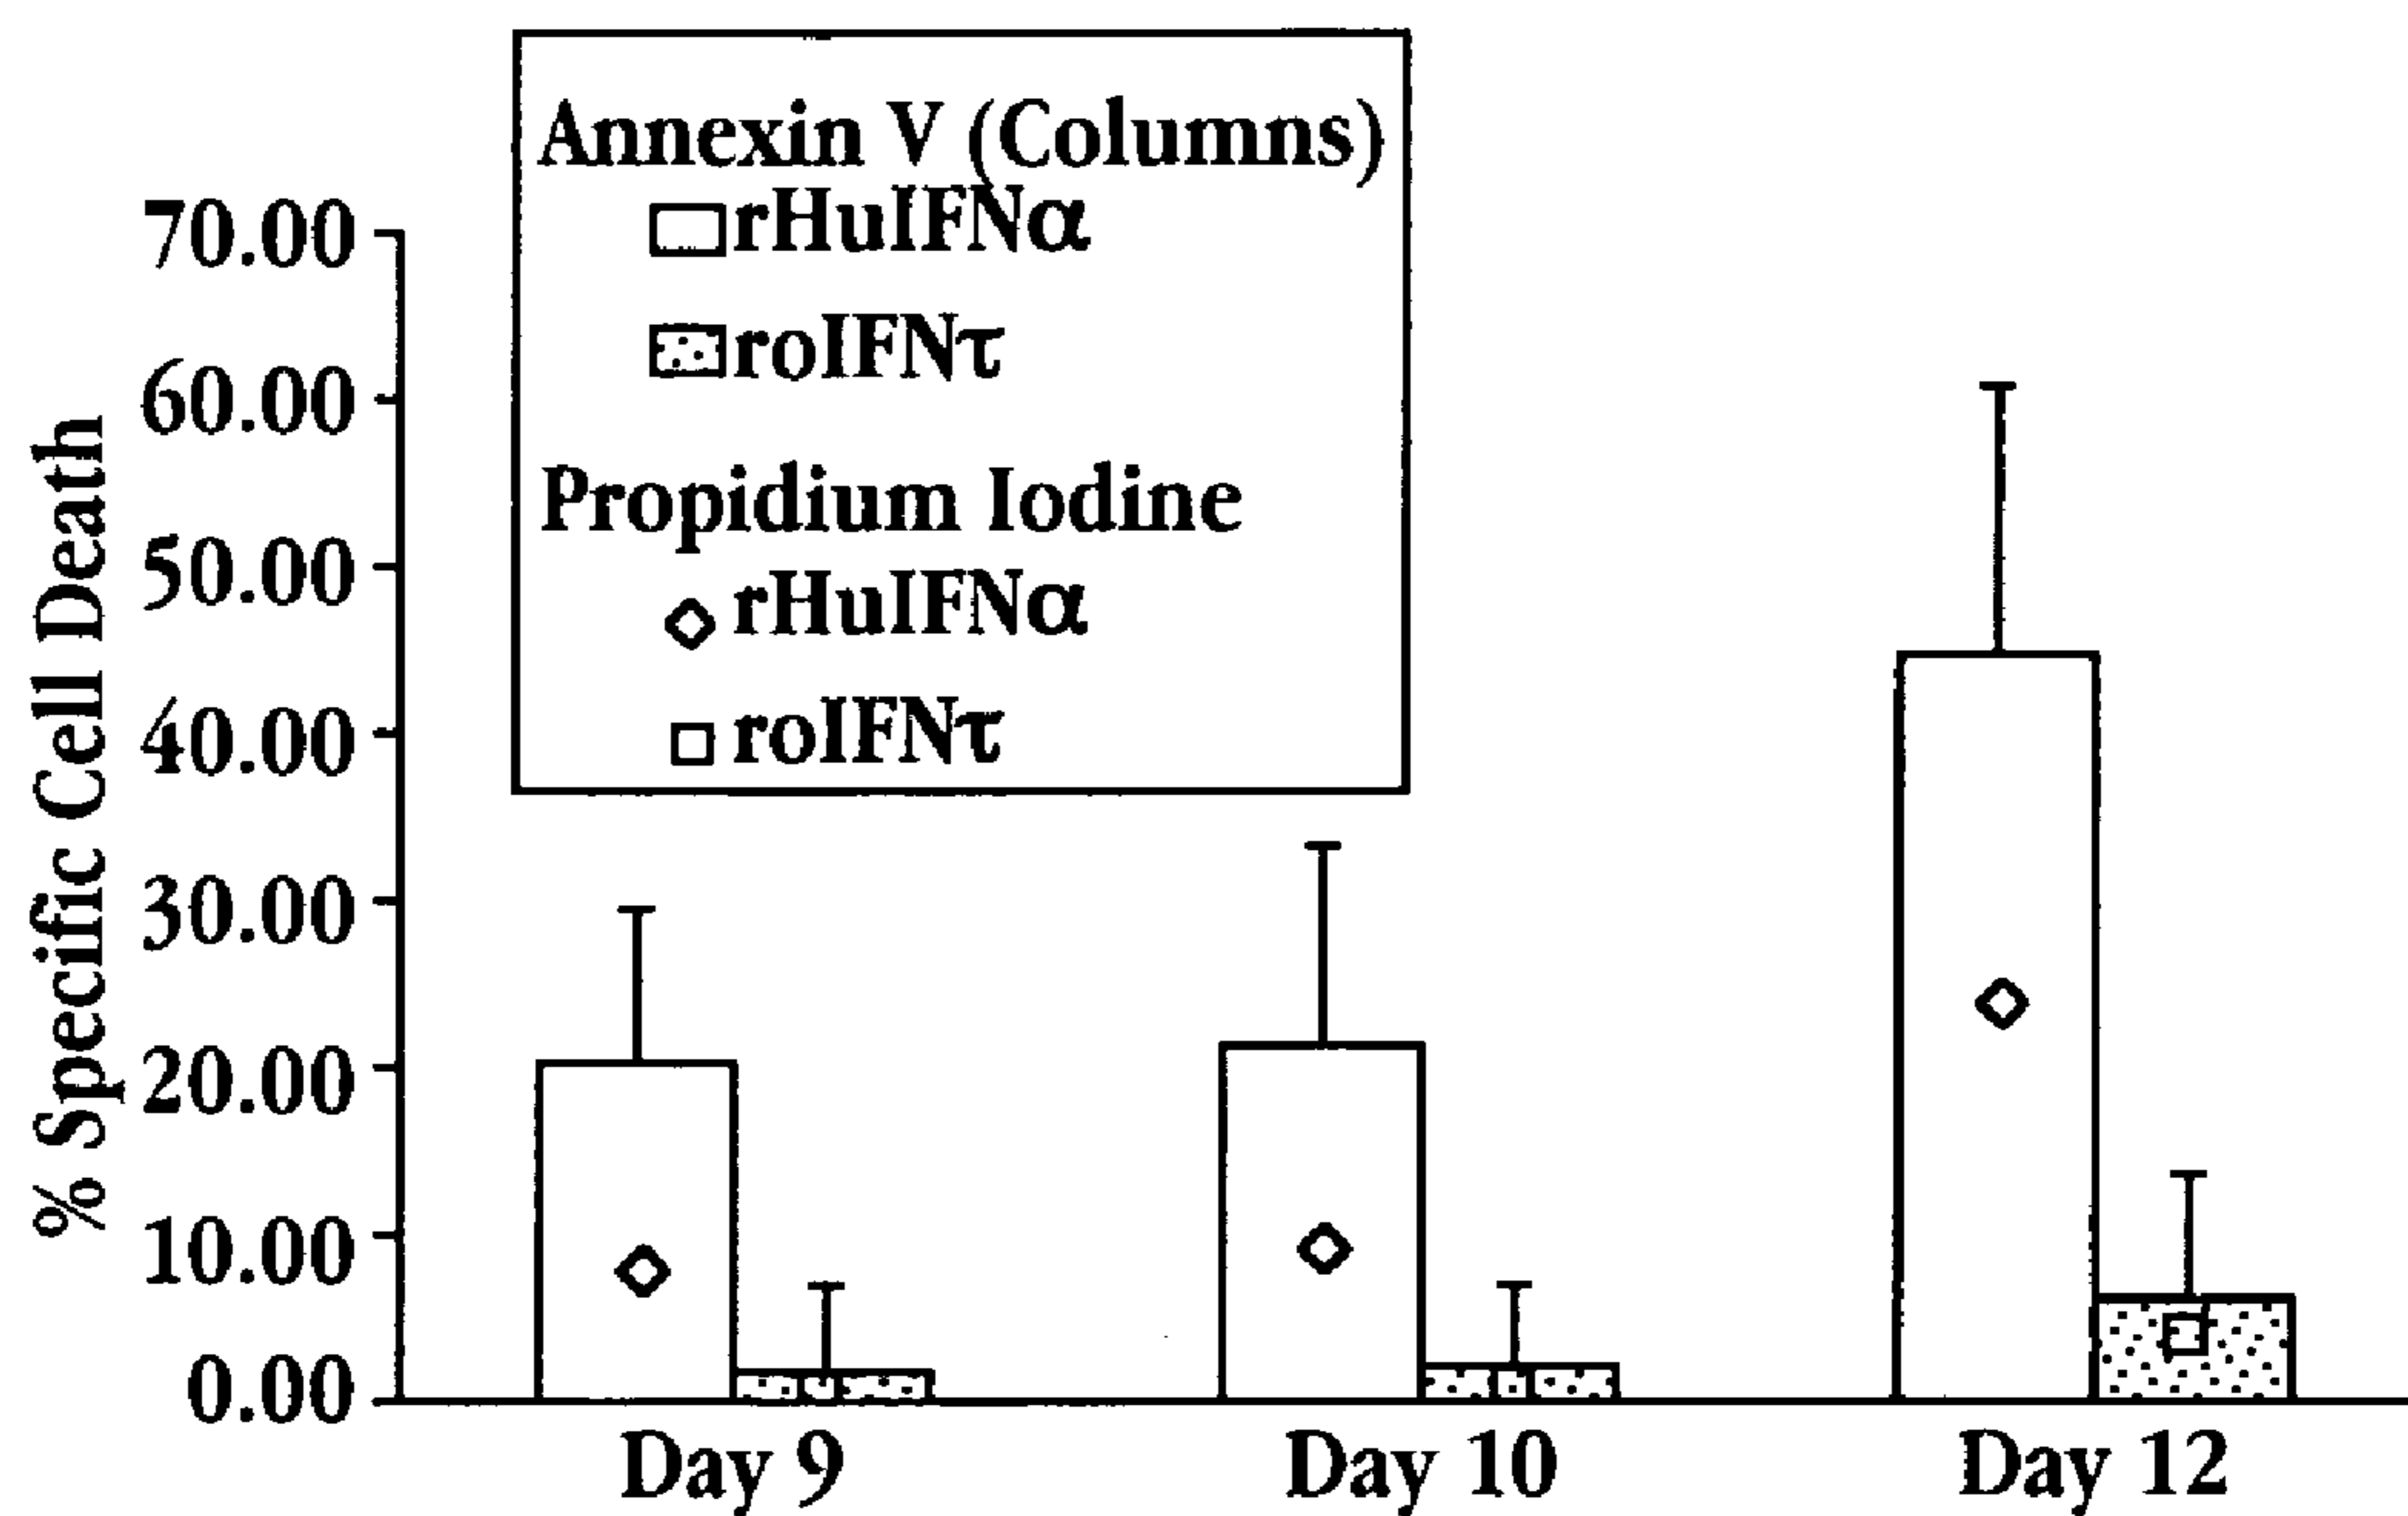 Annexin V (Columns)
rHuIFNα
roIFNτ
Propidium Iodine
rHuIFNα
roIFNτ
% Specific Cell Death
70.00
60.00
50.00
40.00
30.00
20.00
10.00
0.00
Day 9
Day 10
Day 12